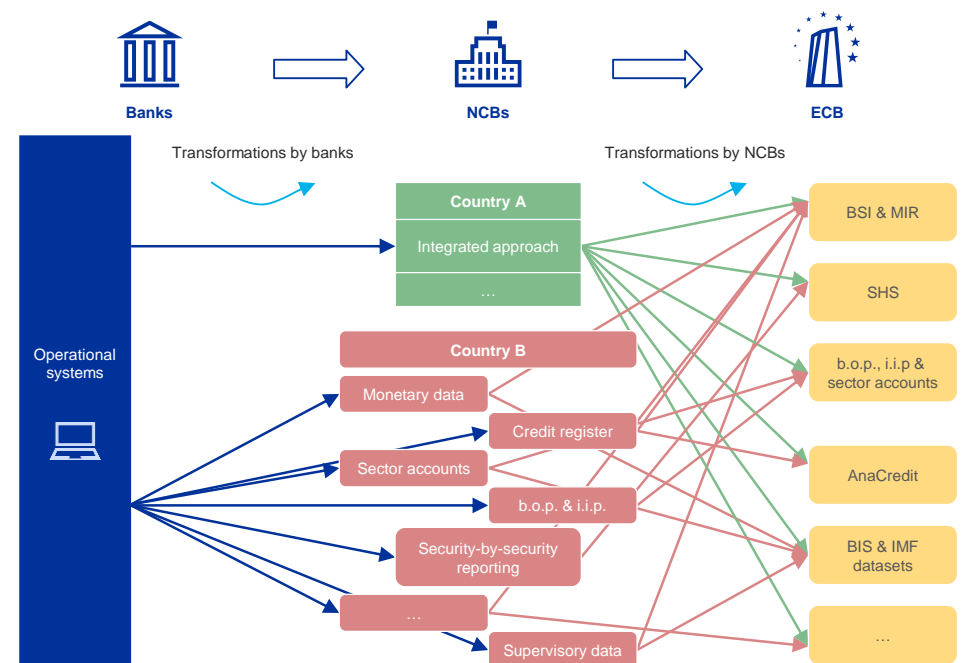 Banks
NCBs
ECB
Transformations by banks
Transformations by NCBs
Operational
systems
Country A
Integrated approach
…
Country B
Monetary data
Credit register
Sector accounts
b.o.p. & i.i.p.
Security-by-security
reporting
…
Supervisory data
BSI & MIR
SHS
b.o.p., i.i.p &
sector accounts
AnaCredit
BIS & IMF
datasets
…